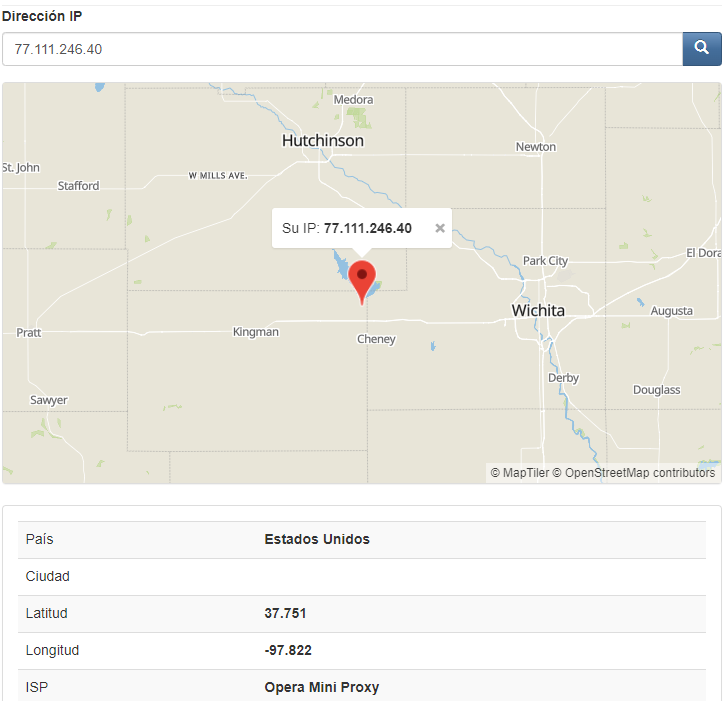 Dirección IP
77.111.246.40
Medora
Hutchinson
Newton
St. John
W MILLS AVE.
Stafford
Su IP: 77.111.246.40 ×
El Dora
Park City
Wichita
Augusta
Pratt
Kingman
Cheney
Derby
Douglass
Sawyer
© MapTiler © OpenStreetMap contributors
País Estados Unidos
Ciudad
Latitud 37.751
Longitud -97.822
ISP Opera Mini Proxy